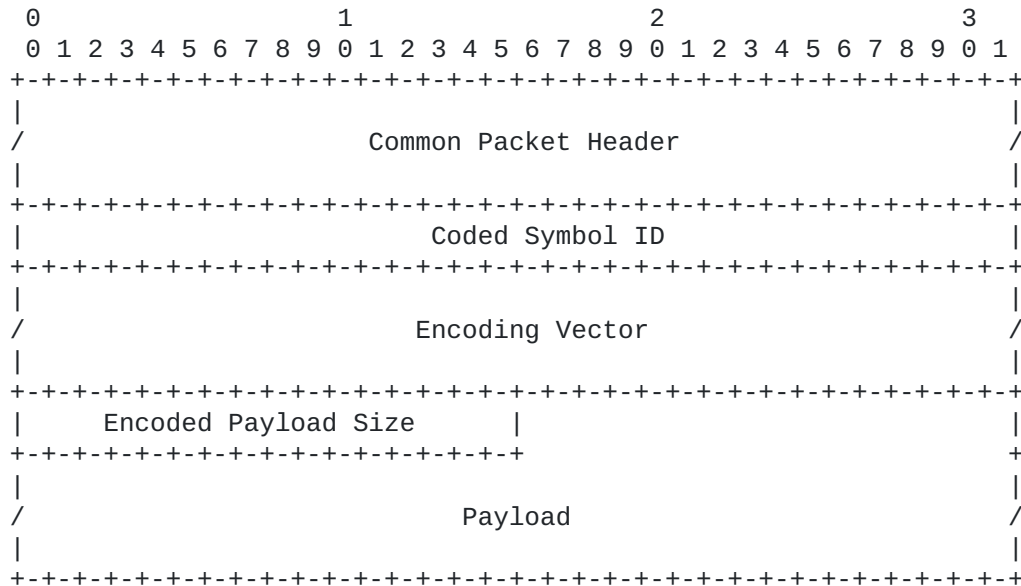 0                   1                   2                   3
 0 1 2 3 4 5 6 7 8 9 0 1 2 3 4 5 6 7 8 9 0 1 2 3 4 5 6 7 8 9 0 1
+-+-+-+-+-+-+-+-+-+-+-+-+-+-+-+-+-+-+-+-+-+-+-+-+-+-+-+-+-+-+-+-+
|                                                               |
/                      Common Packet Header                     /
|                                                               |
+-+-+-+-+-+-+-+-+-+-+-+-+-+-+-+-+-+-+-+-+-+-+-+-+-+-+-+-+-+-+-+-+
|                          Coded Symbol ID                      |
+-+-+-+-+-+-+-+-+-+-+-+-+-+-+-+-+-+-+-+-+-+-+-+-+-+-+-+-+-+-+-+-+
|                                                               |
/                         Encoding Vector                       /
|                                                               |
+-+-+-+-+-+-+-+-+-+-+-+-+-+-+-+-+-+-+-+-+-+-+-+-+-+-+-+-+-+-+-+-+
|     Encoded Payload Size      |                               |
+-+-+-+-+-+-+-+-+-+-+-+-+-+-+-+-+                               +
|                                                               |
/                            Payload                            /
|                                                               |
+-+-+-+-+-+-+-+-+-+-+-+-+-+-+-+-+-+-+-+-+-+-+-+-+-+-+-+-+-+-+-+-+